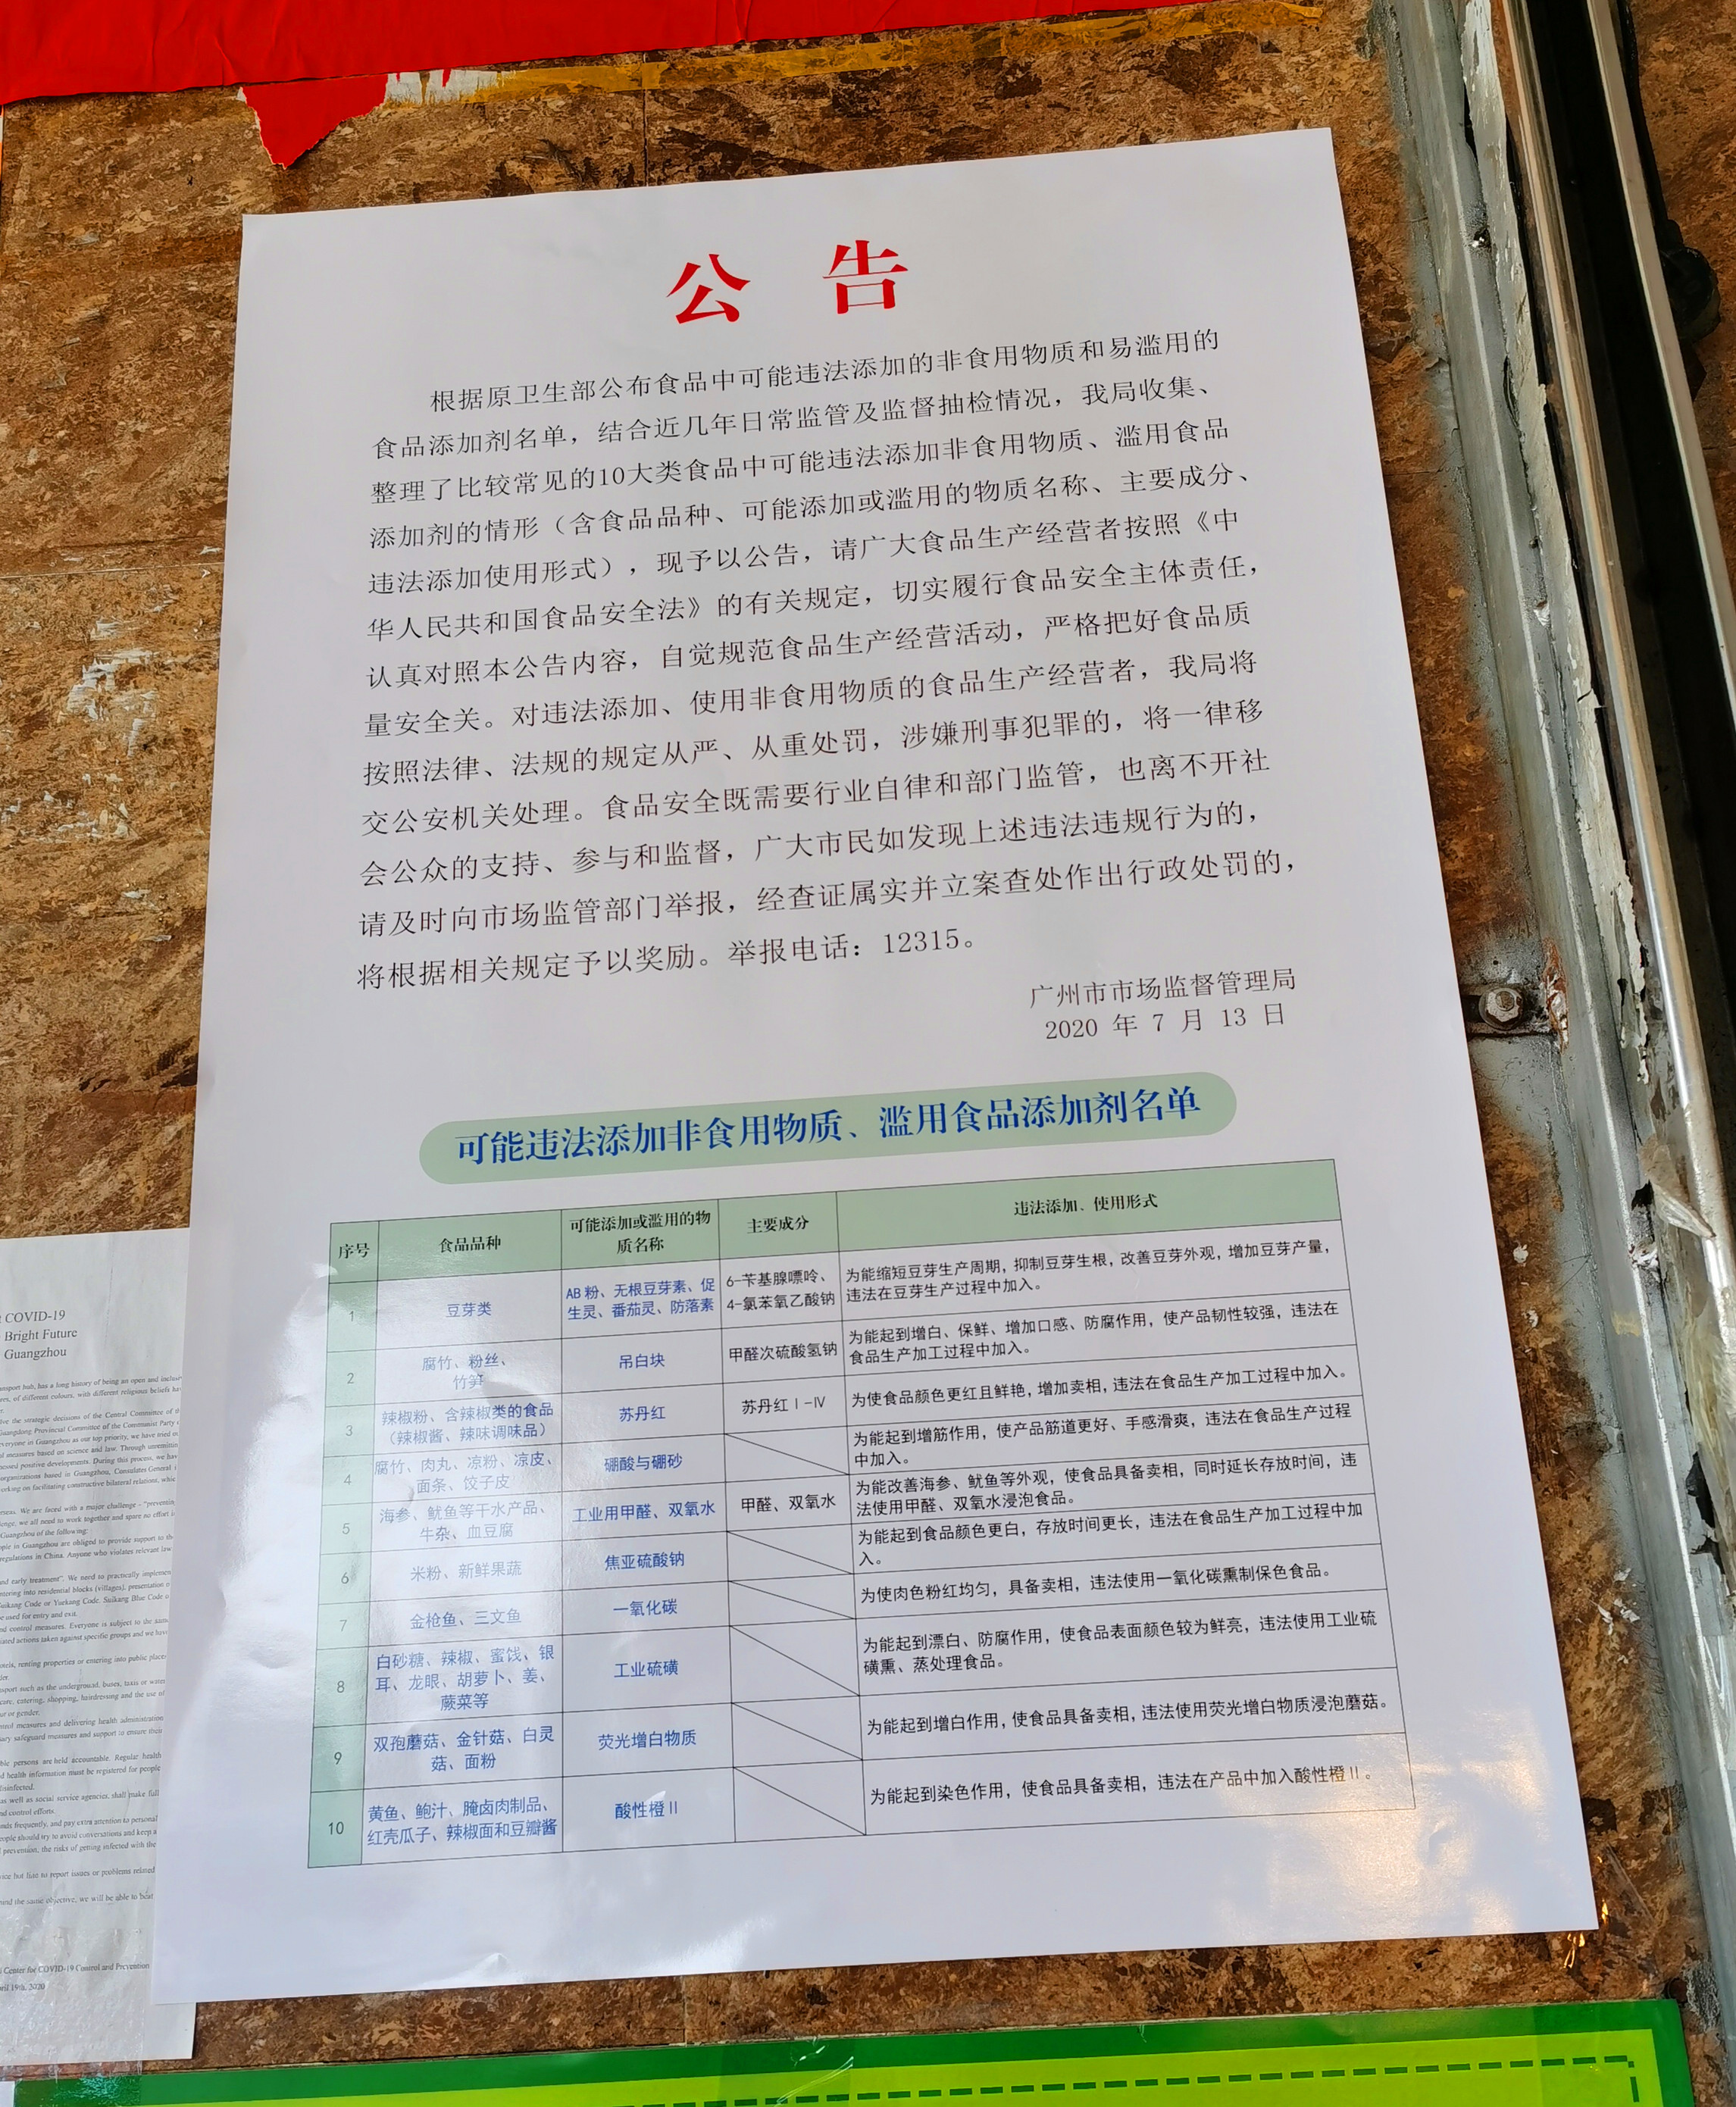 公 告
根据原卫生部公布食品中可能违法添加的非食用物质和易滥用的
食品添加剂名单，结合近几年日常监管及监督抽检情况，我局收集、
整理了比较常见的10大类食品中可能违法添加非食用物质、滥用食品
添加剂的情形（含食品品种、可能添加或滥用的物质名称、主要成分、
违法添加使用形式），现予以公告，请广大食品生产经营者按照《中
华人民共和国食品安全法》的有关规定，切实履行食品安全主体责任，
认真对照本公告内容，自觉规范食品生产经营活动，严格把好食品质
量安全关。对违法添加、使用非食用物质的食品生产经营者，我局将
按照法律、法规的规定从严、从重处罚，涉嫌刑事犯罪的，将一律移
交公安机关处理。食品安全既需要行业自律和部门监管，也离不开社
会公众的支持、参与和监督，广大市民如发现上述违法违规行为的，
请及时向市场监管部门举报，经查证属实并立案查处作出行政处罚的，
将根据相关规定予以奖励。举报电话：12315。
广州市市场监督管理局
2020 年 7 月 13 日
可能违法添加非食用物质、滥用食品添加剂名单
序号
食品品种
可能添加或滥用的物
质名称
主要成分
违法添加、使用形式
1
豆芽类
AB粉、无根豆芽素、促
生灵、番茄灵、防落素
6-苄基腺嘌呤、
4-氯苯氧乙酸钠
为能缩短豆芽生产周期，抑制豆芽生根，改善豆芽外观，增加豆芽产量，
违法在豆芽生产过程中加入。
2
腐竹、粉丝、
竹笋
吊白块
甲醛次硫酸氢钠
为能起到增白、保鲜、增加口感、防腐作用，使产品韧性较强，违法在
食品生产加工过程中加入。
3
辣椒粉、含辣椒类的食品
（辣椒酱、辣味调味品）
苏丹红
苏丹红Ⅰ-Ⅳ
为使食品颜色更红且鲜艳，增加卖相，违法在食品生产加工过程中加入。
4
腐竹、肉丸、凉粉、凉皮、
面条、饺子皮
硼酸与硼砂
为能起到增筋作用，使产品筋道更好、手感滑爽，违法在食品生产过程
中加入。
5
海参、鱿鱼等干水产品、
牛杂、血豆腐
工业用甲醛、双氧水
甲醛、双氧水
为能改善海参、鱿鱼等外观，使食品具备卖相，同时延长存放时间，违
法使用甲醛、双氧水浸泡食品。
6
米粉、新鲜果蔬
焦亚硫酸钠
为能起到食品颜色更白，存放时间更长，违法在食品生产加工过程中加
入。
7
金枪鱼、三文鱼
一氧化碳
为使肉色粉红均匀，具备卖相，违法使用一氧化碳熏制保色食品。
8
白砂糖、辣椒、蜜饯、银
耳、龙眼、胡萝卜、姜、
蕨菜等
工业硫磺
为能起到漂白、防腐作用，使食品表面颜色较为鲜亮，违法使用工业硫
磺熏、蒸处理食品。
9
双孢蘑菇、金针菇、白灵
菇、面粉
荧光增白物质
为能起到增白作用，使食品具备卖相，违法使用荧光增白物质浸泡蘑菇。
10
黄鱼、鲍汁、腌卤肉制品、
红壳瓜子、辣椒面和豆瓣酱
酸性橙Ⅱ
为能起到染色作用，使食品具备卖相，违法在产品中加入酸性橙Ⅱ。
COVID-19
Bright Future
Guangzhou
Center for COVID-19 Control and Prevention
19th, 2020